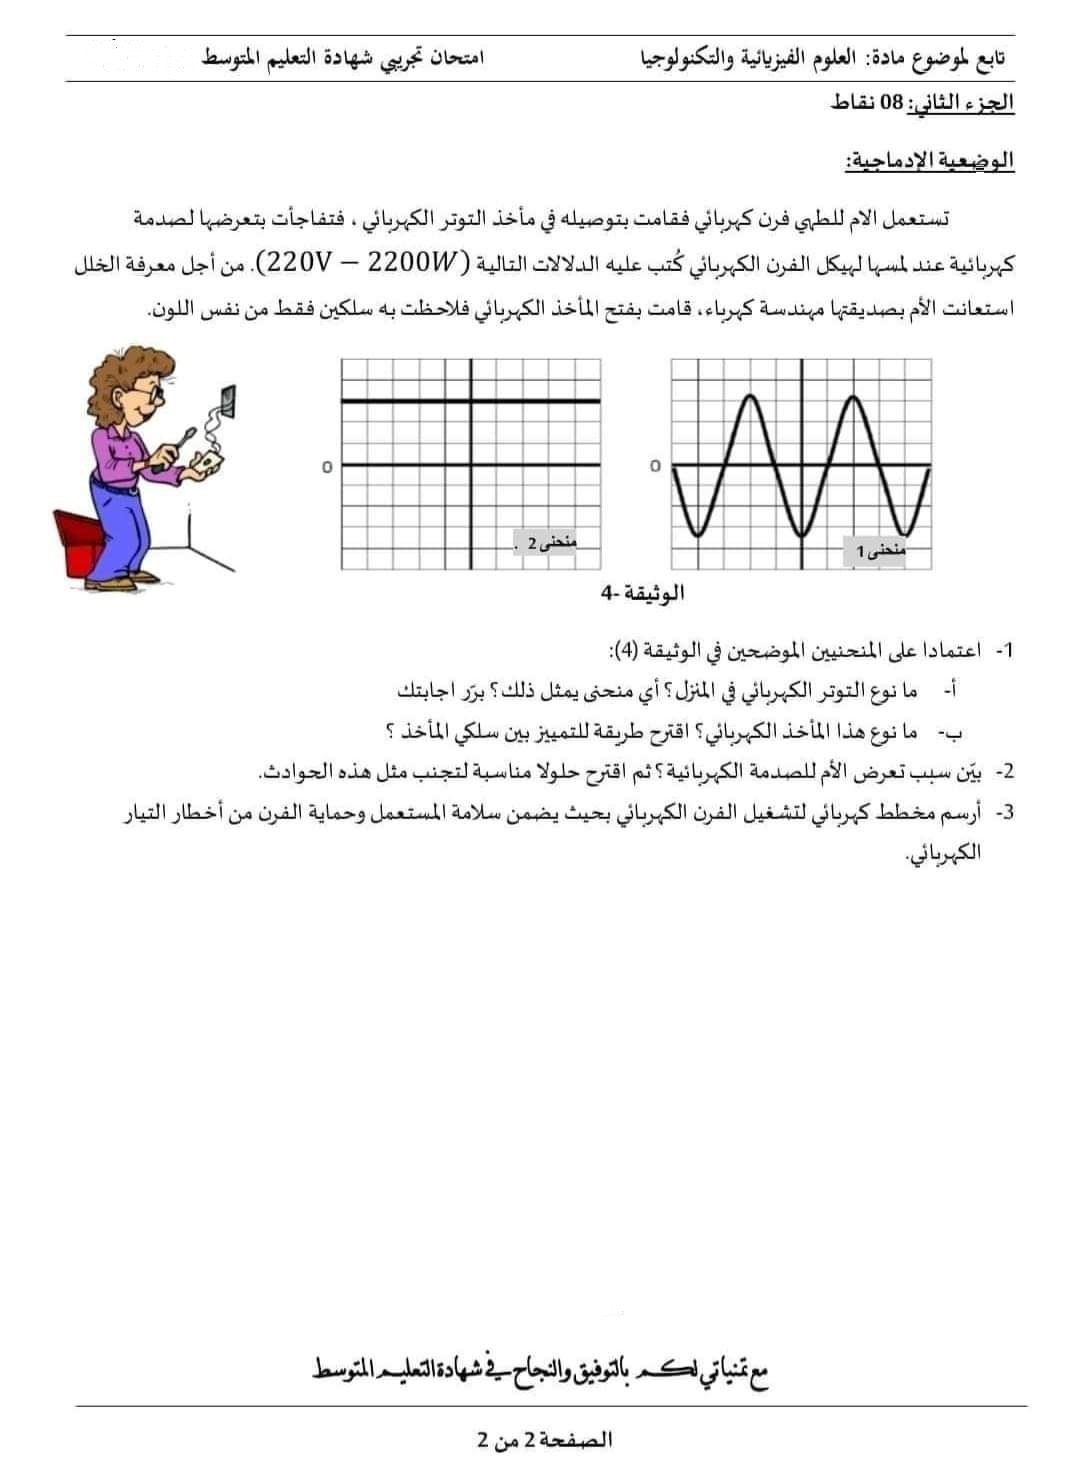 تابع لموضوع مادة: العلوم الفيزيائية والتكنولوجيا امتحان تجريبي شهادة التعليم المتوسط
الجزء الثاني: 08 نقاط
الوضعية الإدماجية:
تستعمل الام للطهي فرن كهربائي فقامت بتوصيله في مأخذ التوتر الكهربائي ، فتفاجأت بتعرضها لصدمة
كهربائية عند لمسها لهيكل الفرن الكهربائي كُتب عليه الدلالات التالية (220V – 2200W). من أجل معرفة الخلل
استعانت الأم بصديقتها مهندسة كهرباء، قامت بفتح المأخذ الكهربائي فلاحظت به سلكين فقط من نفس اللون.
0
منحنى 1
0
منحنى 2 .
الوثيقة -4
1- اعتمادا على المنحنيين الموضحين في الوثيقة (4):
أ- ما نوع التوتر الكهربائي في المنزل؟ أي منحنى يمثل ذلك؟ برّر اجابتك
ب- ما نوع هذا المأخذ الكهربائي؟ اقترح طريقة للتمييز بين سلكي المأخذ ؟
2- بيّن سبب تعرض الأم للصدمة الكهربائية؟ ثم اقترح حلولا مناسبة لتجنب مثل هذه الحوادث.
3- أرسم مخطط كهربائي لتشغيل الفرن الكهربائي بحيث يضمن سلامة المستعمل وحماية الفرن من أخطار التيار
الكهربائي.
مع تمنياتي لكم بالتوفيق والنجاح في شهادة التعليم المتوسط
الصفحة 2 من 2